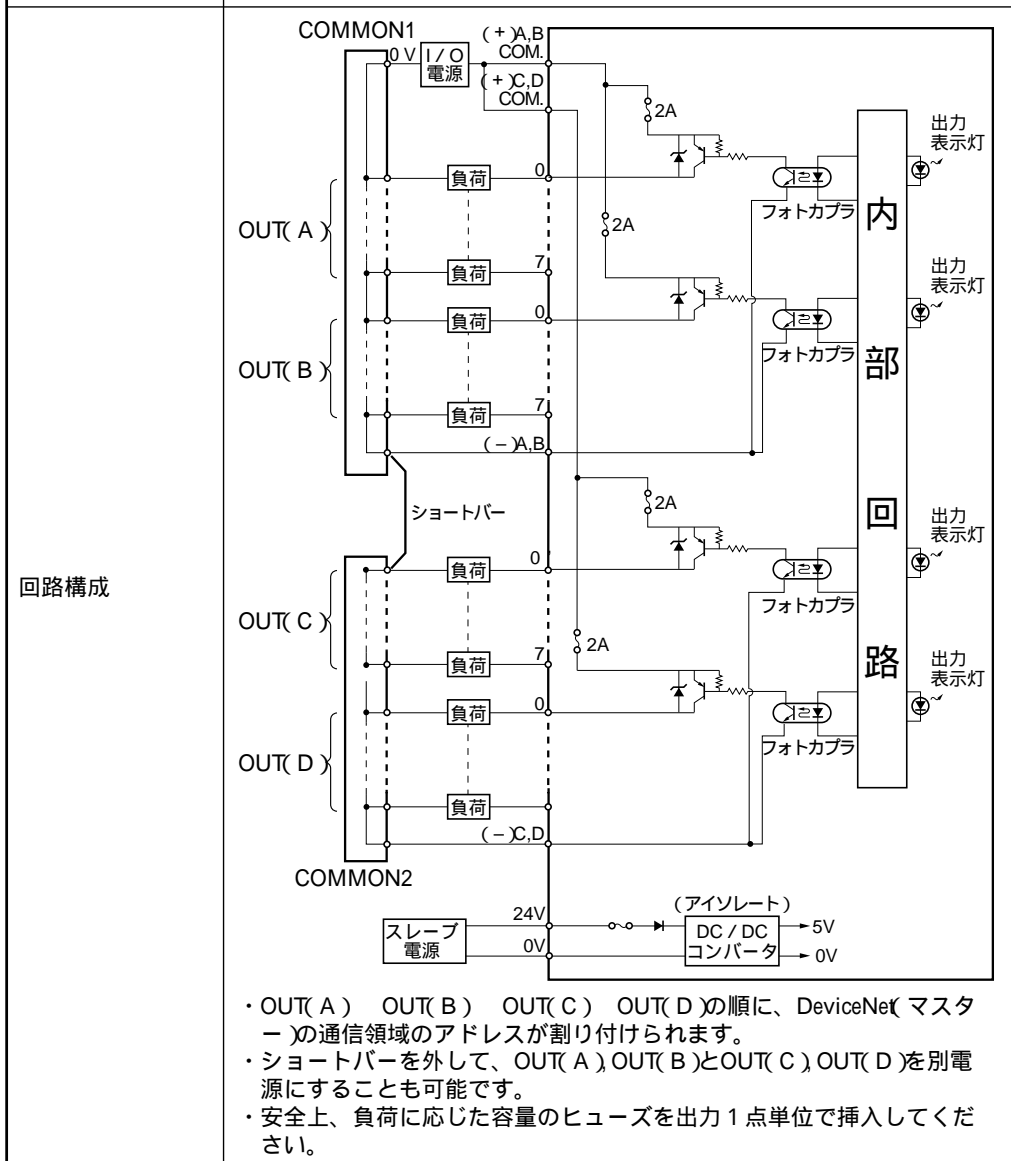 回路構成
COMMON1
0 V
I / O
電源
( + )A,B
COM.
( + )C,D
COM.
2A
出力
表示灯
負荷
0
フォトカプラ
OUT( A )
2A
負荷
7
出力
表示灯
負荷
0
フォトカプラ
OUT( B )
負荷
7
( − )A,B
ショートバー
2A
出力
表示灯
負荷
0
フォトカプラ
OUT( C )
2A
負荷
7
出力
表示灯
負荷
0
フォトカプラ
OUT( D )
負荷
( − )C,D
COMMON2
内部回路
スレーブ
電源
24V
0V
(アイソレート)
DC / DC
コンバータ
5V
0V
・OUT( A ) OUT( B ) OUT( C ) OUT( D )の順に、DeviceNet( マスタ
ー )の通信領域のアドレスが割り付けられます。
・ショートバーを外して、OUT( A ), OUT( B )とOUT( C ), OUT( D )を別電
源にすることも可能です。
・安全上、負荷に応じた容量のヒューズを出力 1 点単位で挿入してくだ
さい。